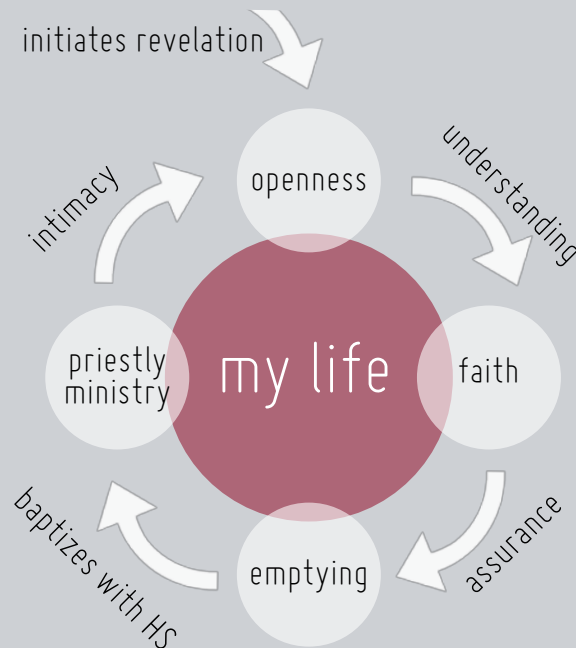 initiates revelation
openness
understanding
intimacy
my life
faith
priestly
ministry
assurance
emptying
baptizes with HS